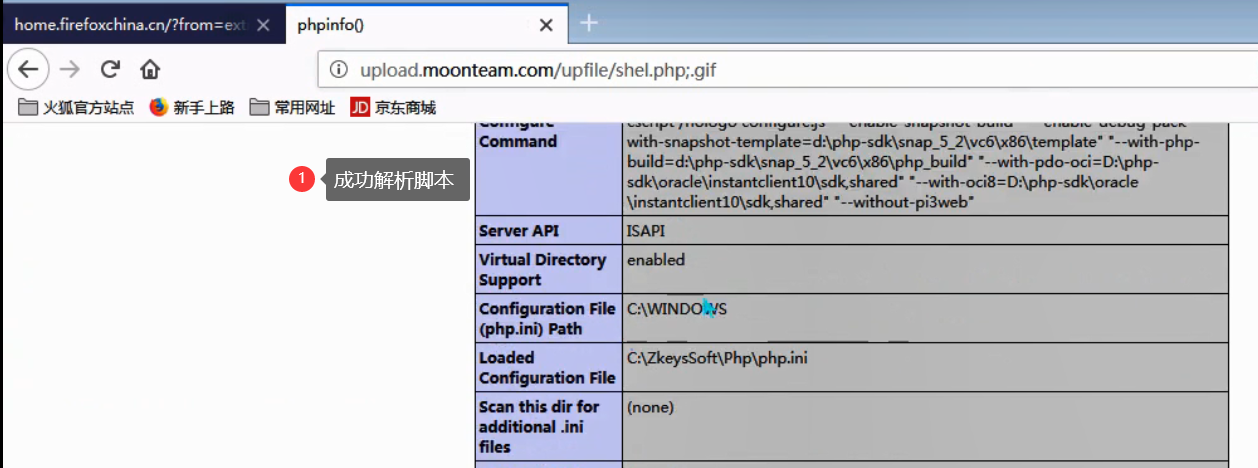 home.firefoxchina.cn/?from=ext
phpinfo()
upload.moonteam.com/upfile/shel.php;.gif
火狐官方站点 新手上路 常用网址 JD 京东商城
1 成功解析脚本
Configure
Command
cscript /nologo configure.js "--enable-snapshot-build" "--enable-debug-pack"
with-snapshot-template=d:\php-sdk\snap_5_2\vc6\x86\template" "--with-php-
build=d:\php-sdk\snap_5_2\vc6\x86\php_build" "--with-pdo-oci=D:\php-
sdk\oracle\instantclient10\sdk,shared" "--with-oci8=D:\php-sdk\oracle
\instantclient10\sdk,shared" "--without-pi3web"
Server API
ISAPI
Virtual Directory
Support
enabled
Configuration File
(php.ini) Path
C:\WINDOWS
Loaded
Configuration File
C:\ZkeysSoft\Php\php.ini
Scan this dir for
additional .ini
files
(none)